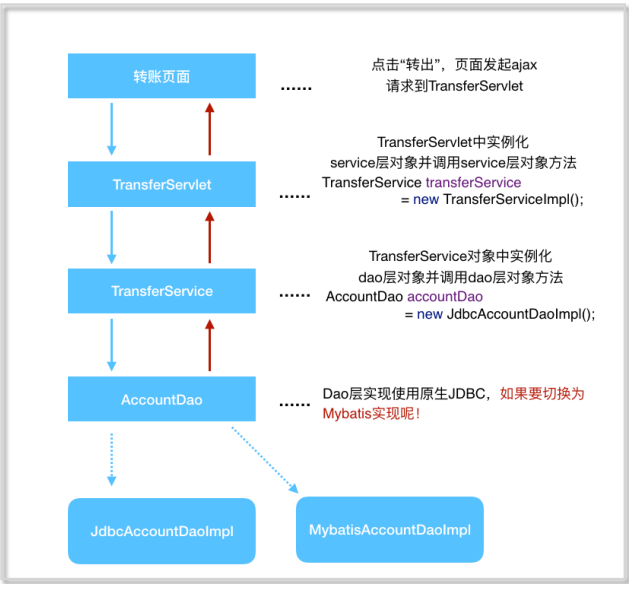 转账页面
...... 点击“转出”，页面发起ajax
请求到TransferServlet
TransferServlet
...... TransferServlet中实例化
service层对象并调用service层对象方法
TransferService transferService
= new TransferServiceImpl();
TransferService
...... TransferService对象中实例化
dao层对象并调用dao层对象方法
AccountDao accountDao
= new JdbcAccountDaoImpl();
AccountDao
...... Dao层实现使用原生JDBC，如果要切换为
Mybatis实现呢！
JdbcAccountDaoImpl
MybatisAccountDaoImpl